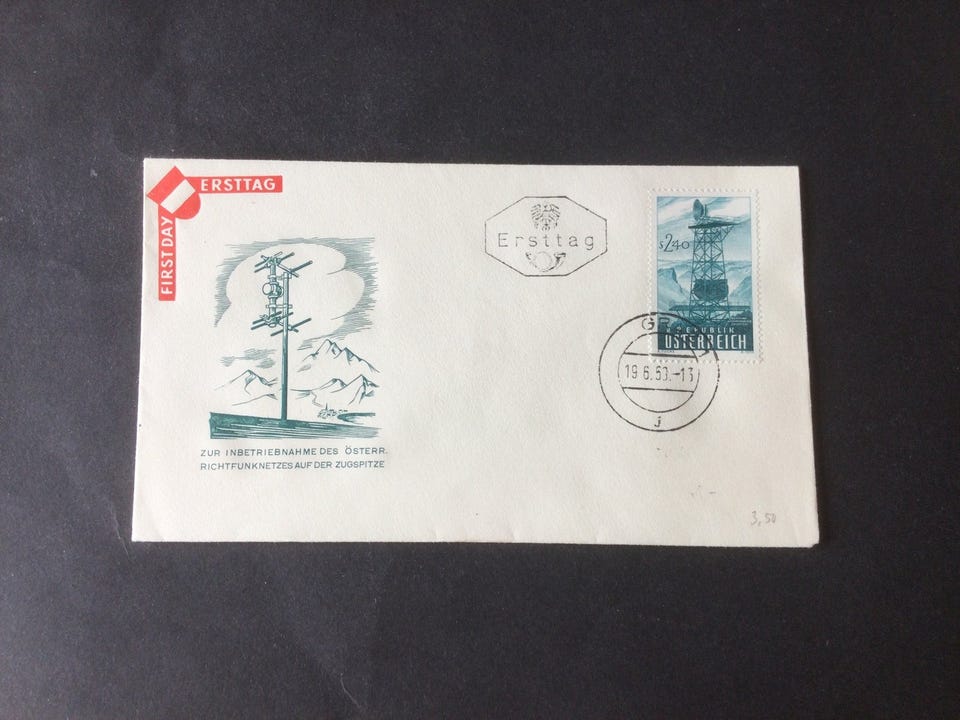 ERSTTAG
FIRST DAY
Ersttag
S2.40
REPUBLIK
ÖSTERREICH
19.6.59.-13
j
ZUR INBETRIEBNAHME DES ÖSTERR.
RICHTFUNKNETZES AUF DER ZUGSPITZE
3,50